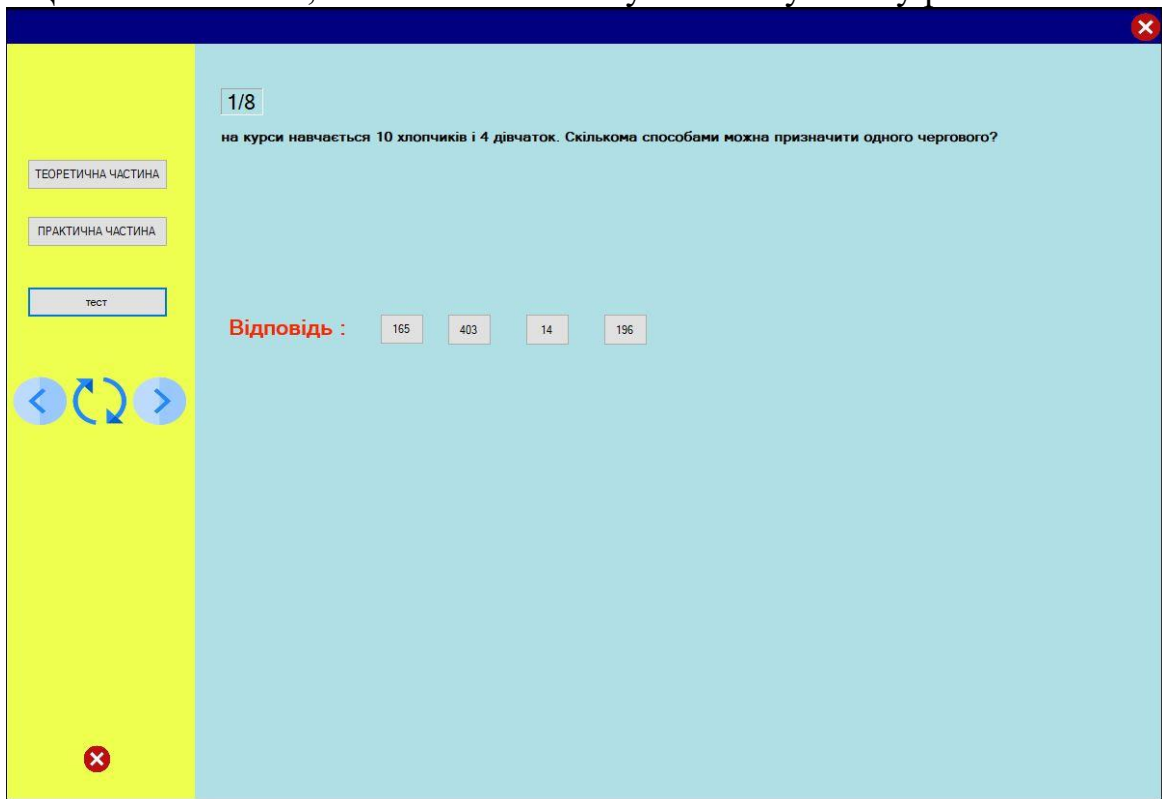 1/8
на курси навчається 10 хлопчиків і 4 дівчаток. Скількома способами можна призначити одного чергового?
ТЕОРЕТИЧНА ЧАСТИНА
ПРАКТИЧНА ЧАСТИНА
тест
Відповідь : 165 403 14 196